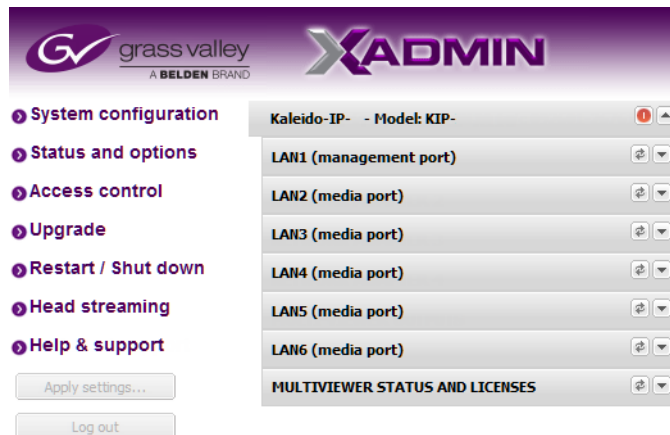 GV grass valley
A BELDEN BRAND
XADMIN
System configuration
Status and options
Access control
Upgrade
Restart / Shut down
Head streaming
Help & support
Apply settings...
Log out
Kaleido-IP- - Model: KIP-
LAN1 (management port)
LAN2 (media port)
LAN3 (media port)
LAN4 (media port)
LAN5 (media port)
LAN6 (media port)
MULTIVIEWER STATUS AND LICENSES